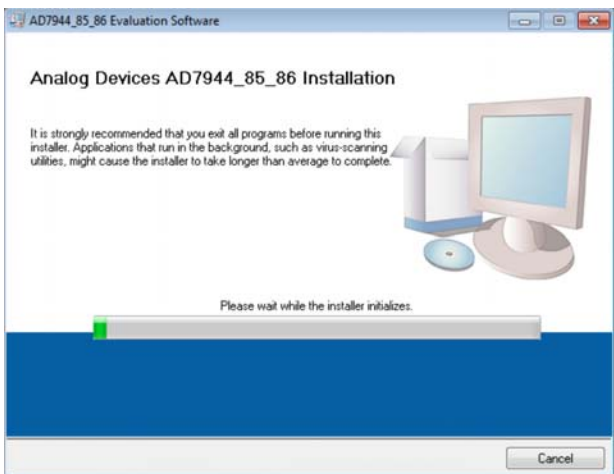 AD7944_85_86 Evaluation Software
Analog Devices AD7944_85_86 Installation
It is strongly recommended that you exit all programs before running this
installer. Applications that run in the background, such as virus-scanning
utilities, might cause the installer to take longer than average to complete.
Please wait while the installer initializes.
Cancel